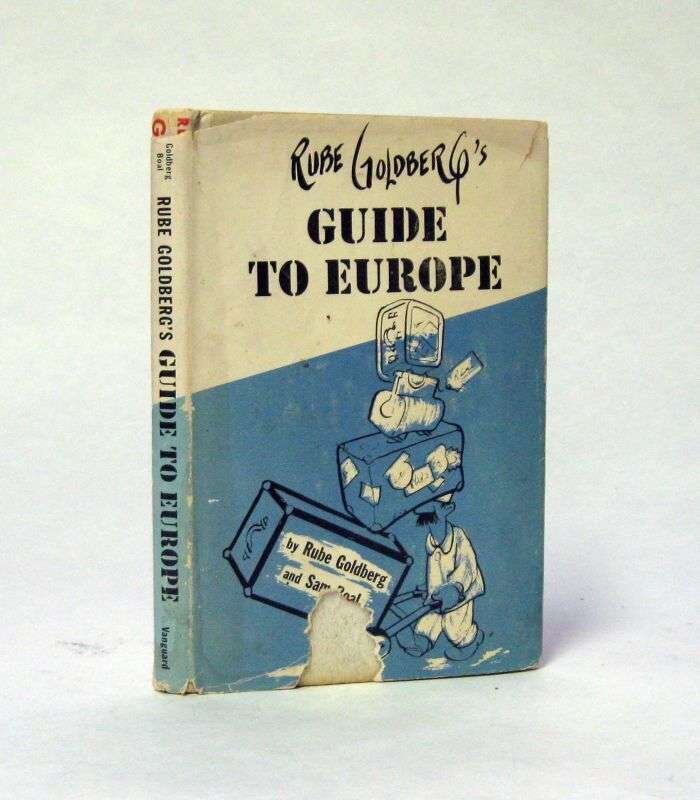 RUBE GOLDBERG'S
GUIDE
TO EUROPE
by Rube Goldberg
and Sam Boal
Goldberg
Boal
RUBE GOLDBERG'S GUIDE TO EUROPE
Vanguard